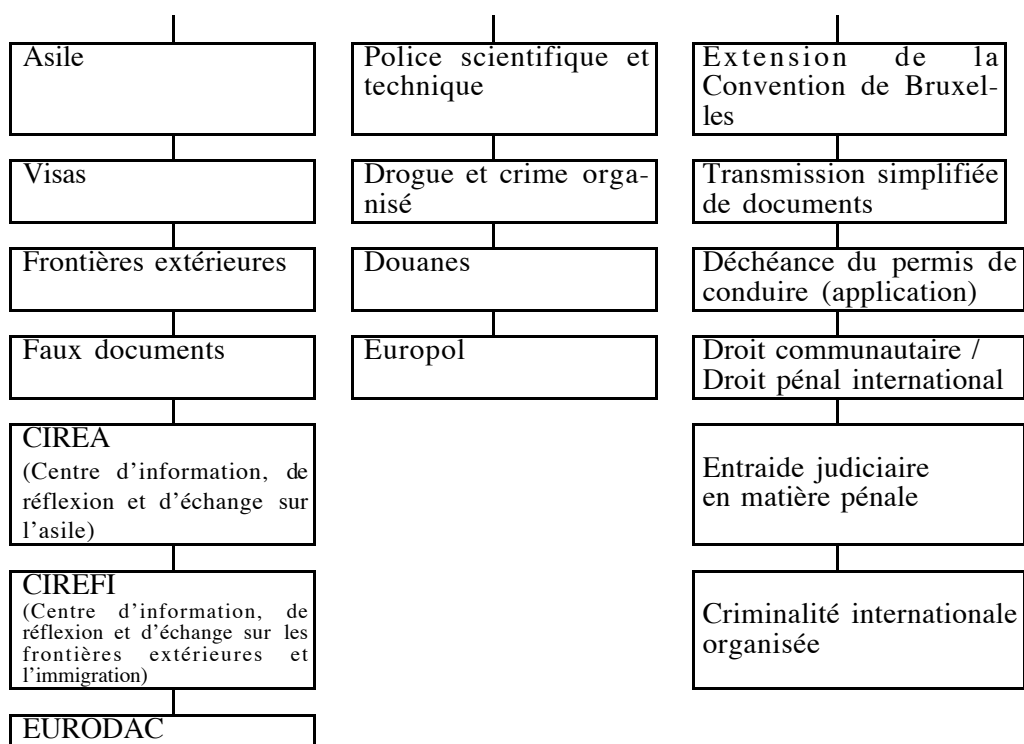 Asile
Visas
Frontières extérieures
Faux documents
CIREA
(Centre d’information, de
réflexion et d’échange sur
l’asile)
CIREFI
(Centre d’information, de
réflexion et d’échange sur les
frontières extérieures et
l’immigration)
EURODAC
Police scientifique et
technique
Drogue et crime orga-
nisé
Douanes
Europol
Extension de la
Convention de Bruxel-
les
Transmission simplifiée
de documents
Déchéance du permis de
conduire (application)
Droit communautaire /
Droit pénal international
Entraide judiciaire
en matière pénale
Criminalité internationale
organisée